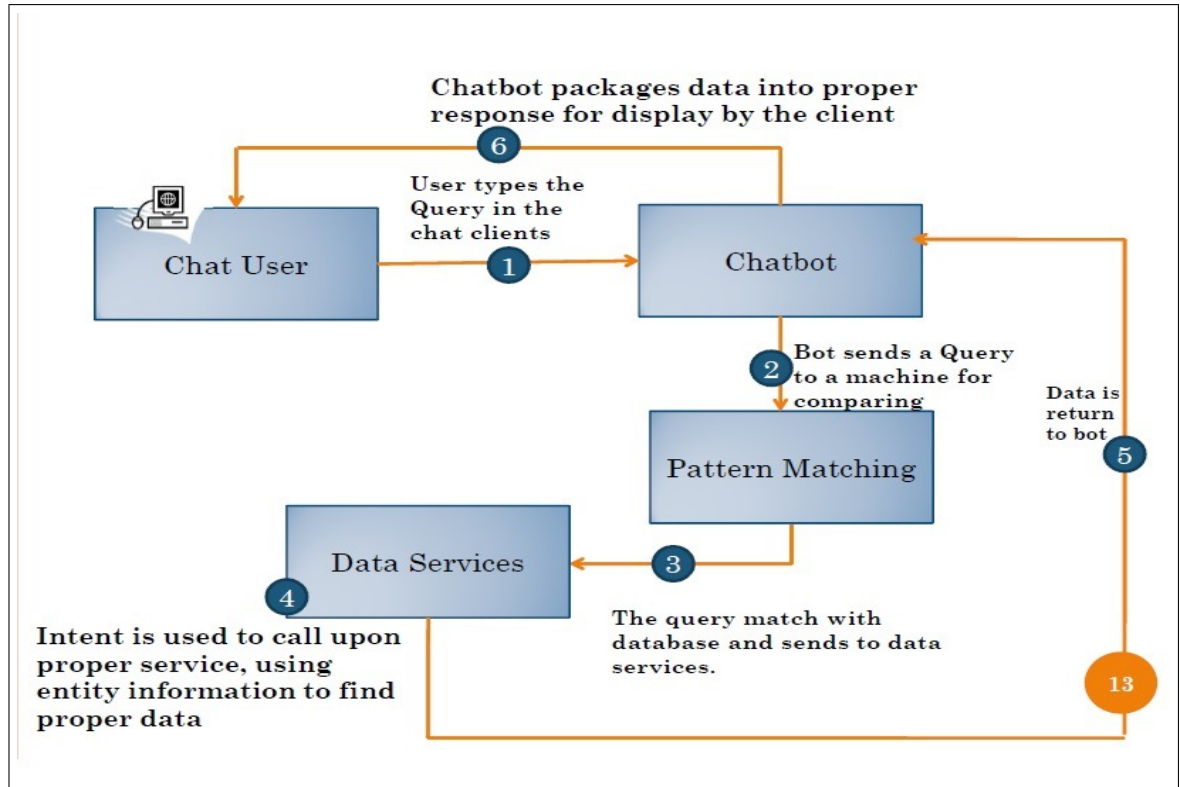 Chatbot packages data into proper
response for display by the client
6
User types the
Query in the
chat clients
Chat User
1
Chatbot
2
Bot sends a Query
to a machine for
comparing
Data is
return
to bot
5
Pattern Matching
Data Services
3
4
The query match with
database and sends to data
services.
Intent is used to call upon
proper service, using
entity information to find
proper data
13